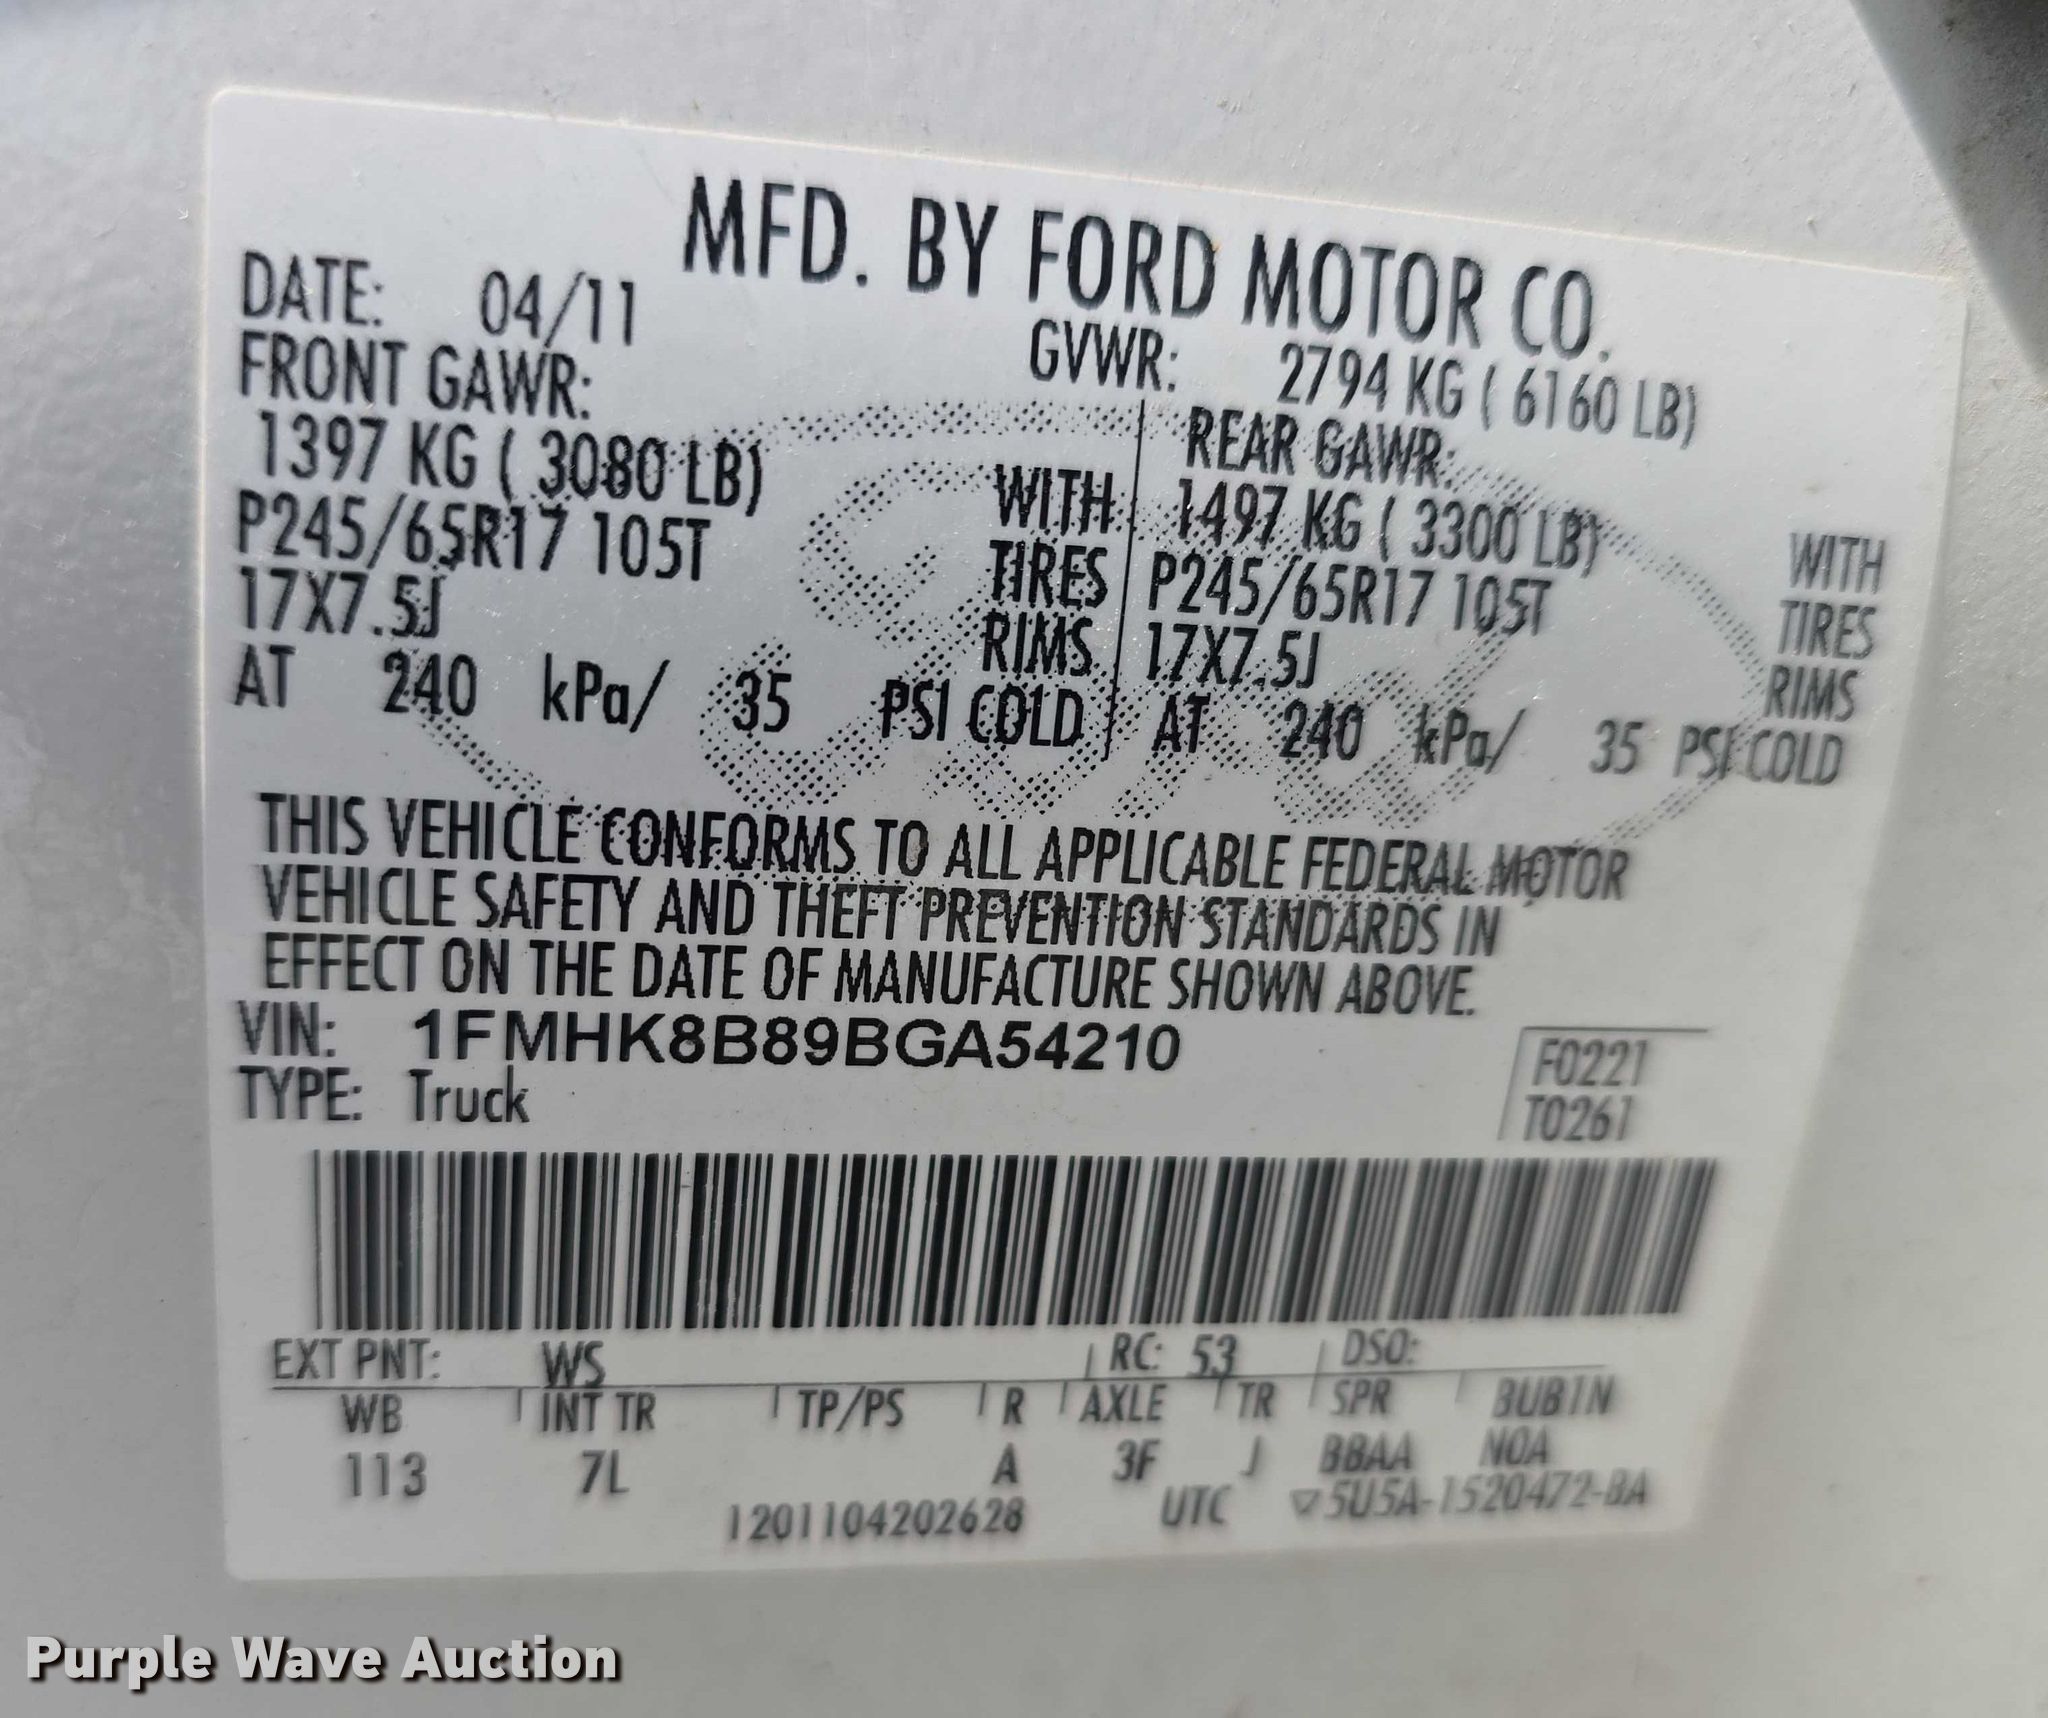 MFD. BY FORD MOTOR CO.
DATE: 04/11
GVWR: 2794 KG ( 6160 LB)
FRONT GAWR:
1397 KG ( 3080 LB)
P245/65R17 105T
17X7.5J
AT 240 kPa/ 35 PSI COLD
WITH
TIRES
RIMS
REAR GAWR:
1497 KG ( 3300 LB)
P245/65R17 105T
17X7.5J
AT 240 kPa/ 35 PSI COLD
WITH
TIRES
RIMS
THIS VEHICLE CONFORMS TO ALL APPLICABLE FEDERAL MOTOR
VEHICLE SAFETY AND THEFT PREVENTION STANDARDS IN
EFFECT ON THE DATE OF MANUFACTURE SHOWN ABOVE.
VIN: 1FMHK8B89BGA54210
TYPE: Truck
F0221
T0261
EXT PNT: WS RC: 53 DSO:
WB INT TR TP/PS R AXLE TR SPR BUBIN
113 7L A 3F J BBAA NOA
1201104202628 UTC ▽5U5A-1520472-BA
Purple Wave Auction